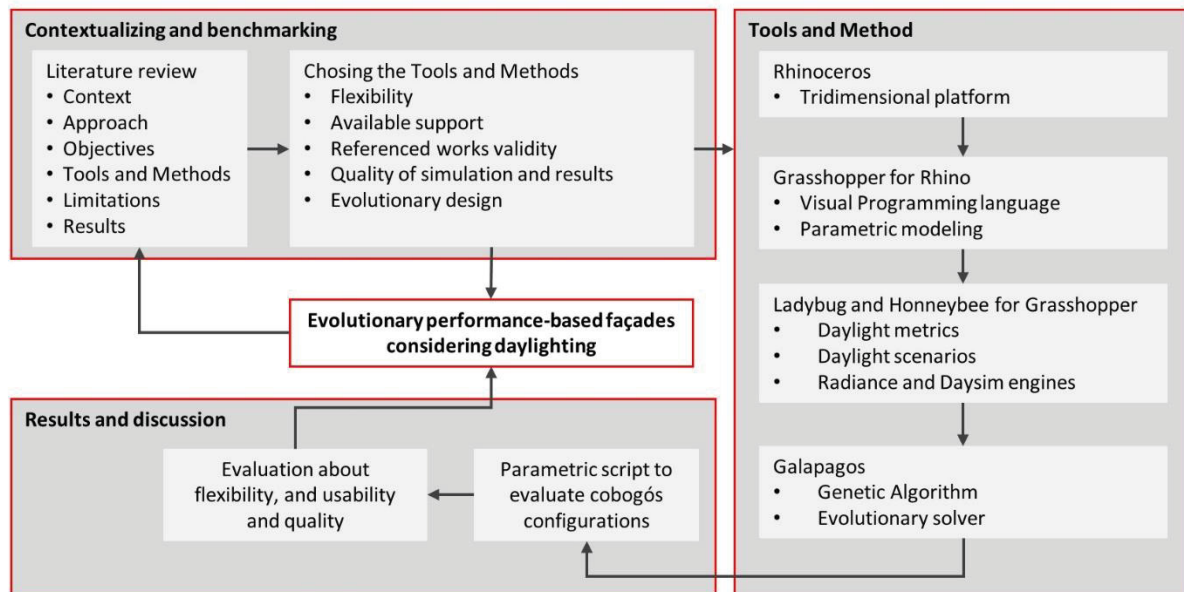 Contextualizing and benchmarking
Literature review
• Context
• Approach
• Objectives
• Tools and Methods
• Limitations
• Results
Chosing the Tools and Methods
• Flexibility
• Available support
• Referenced works validity
• Quality of simulation and results
• Evolutionary design
Evolutionary performance-based façades
considering daylighting
Tools and Method
Rhinoceros
• Tridimensional platform
Grasshopper for Rhino
• Visual Programming language
• Parametric modeling
Ladybug and Honneybee for Grasshopper
• Daylight metrics
• Daylight scenarios
• Radiance and Daysim engines
Galapagos
• Genetic Algorithm
• Evolutionary solver
Results and discussion
Evaluation about
flexibility, and usability
and quality
Parametric script to
evaluate cobogós
configurations